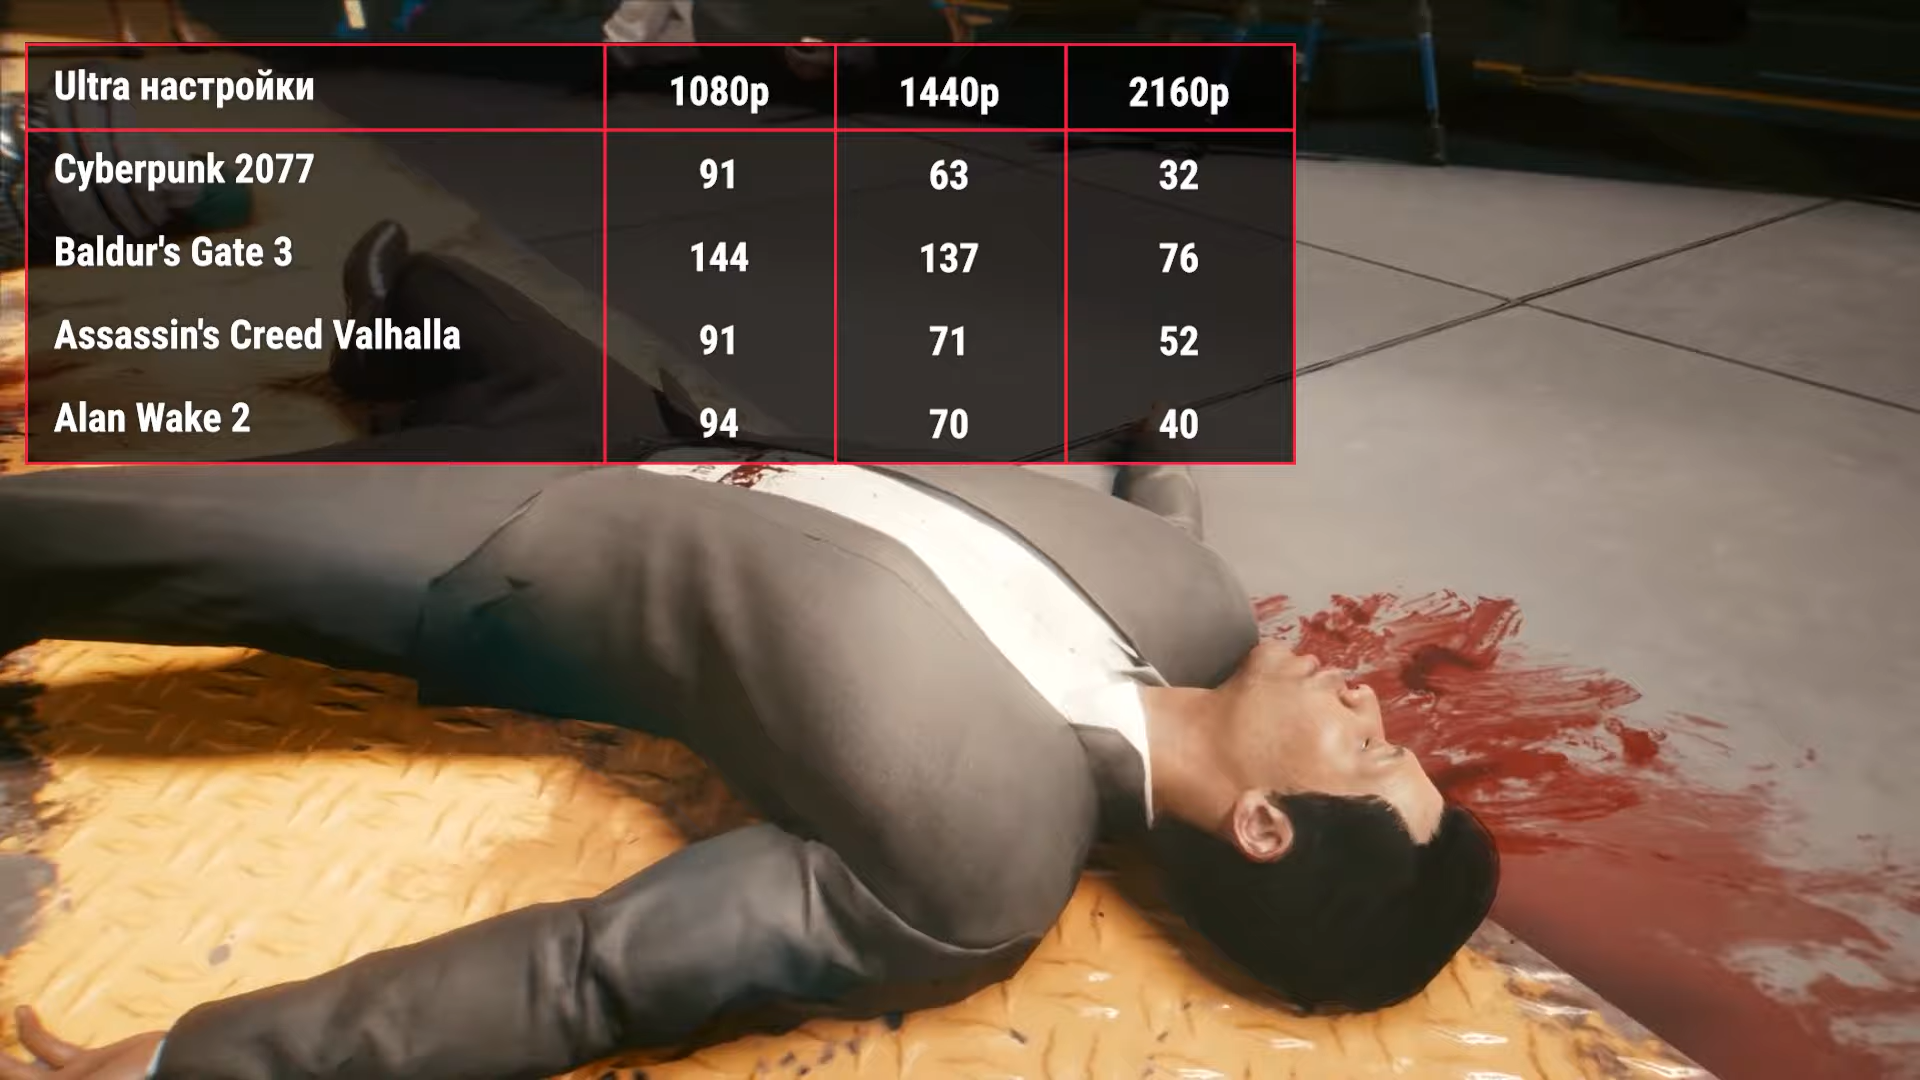 Ultra настройки 1080p 1440p 2160p
Cyberpunk 2077 91 63 32
Baldur's Gate 3 144 137 76
Assassin's Creed Valhalla 91 71 52
Alan Wake 2 94 70 40